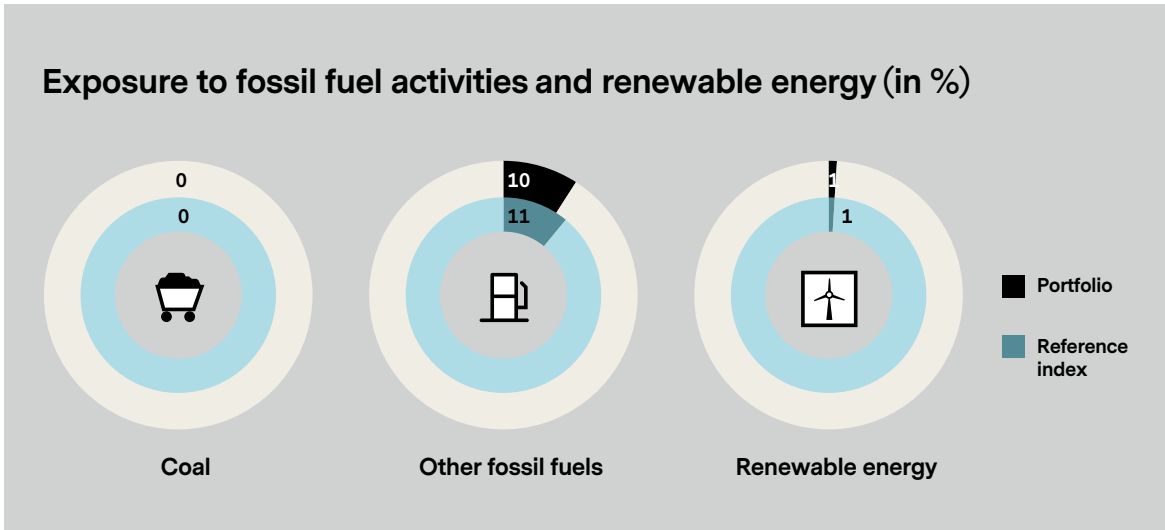 Exposure to fossil fuel activities and renewable energy (in %)
0
0
10
11
1
1
Portfolio
Reference
index
Coal
Other fossil fuels
Renewable energy